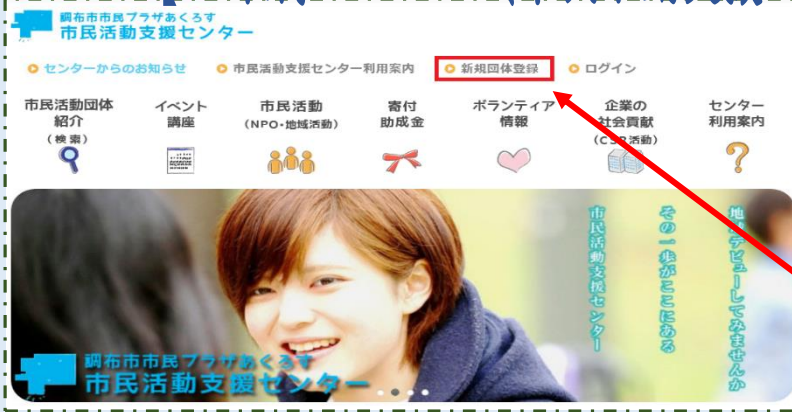 調布市市民プラザあくろす
市民活動支援センター
センターからのお知らせ
市民活動支援センター利用案内
新規団体登録
ログイン
市民活動団体
紹介
(検索)
イベント
講座
市民活動
(NPO・地域活動)
寄付
助成金
ボランティア
情報
企業の
社会貢献
(CSR活動)
センター
利用案内
地域デビューしてみませんか
その一歩がここにある
市民活動支援センター
調布市市民プラザあくろす
市民活動支援センター